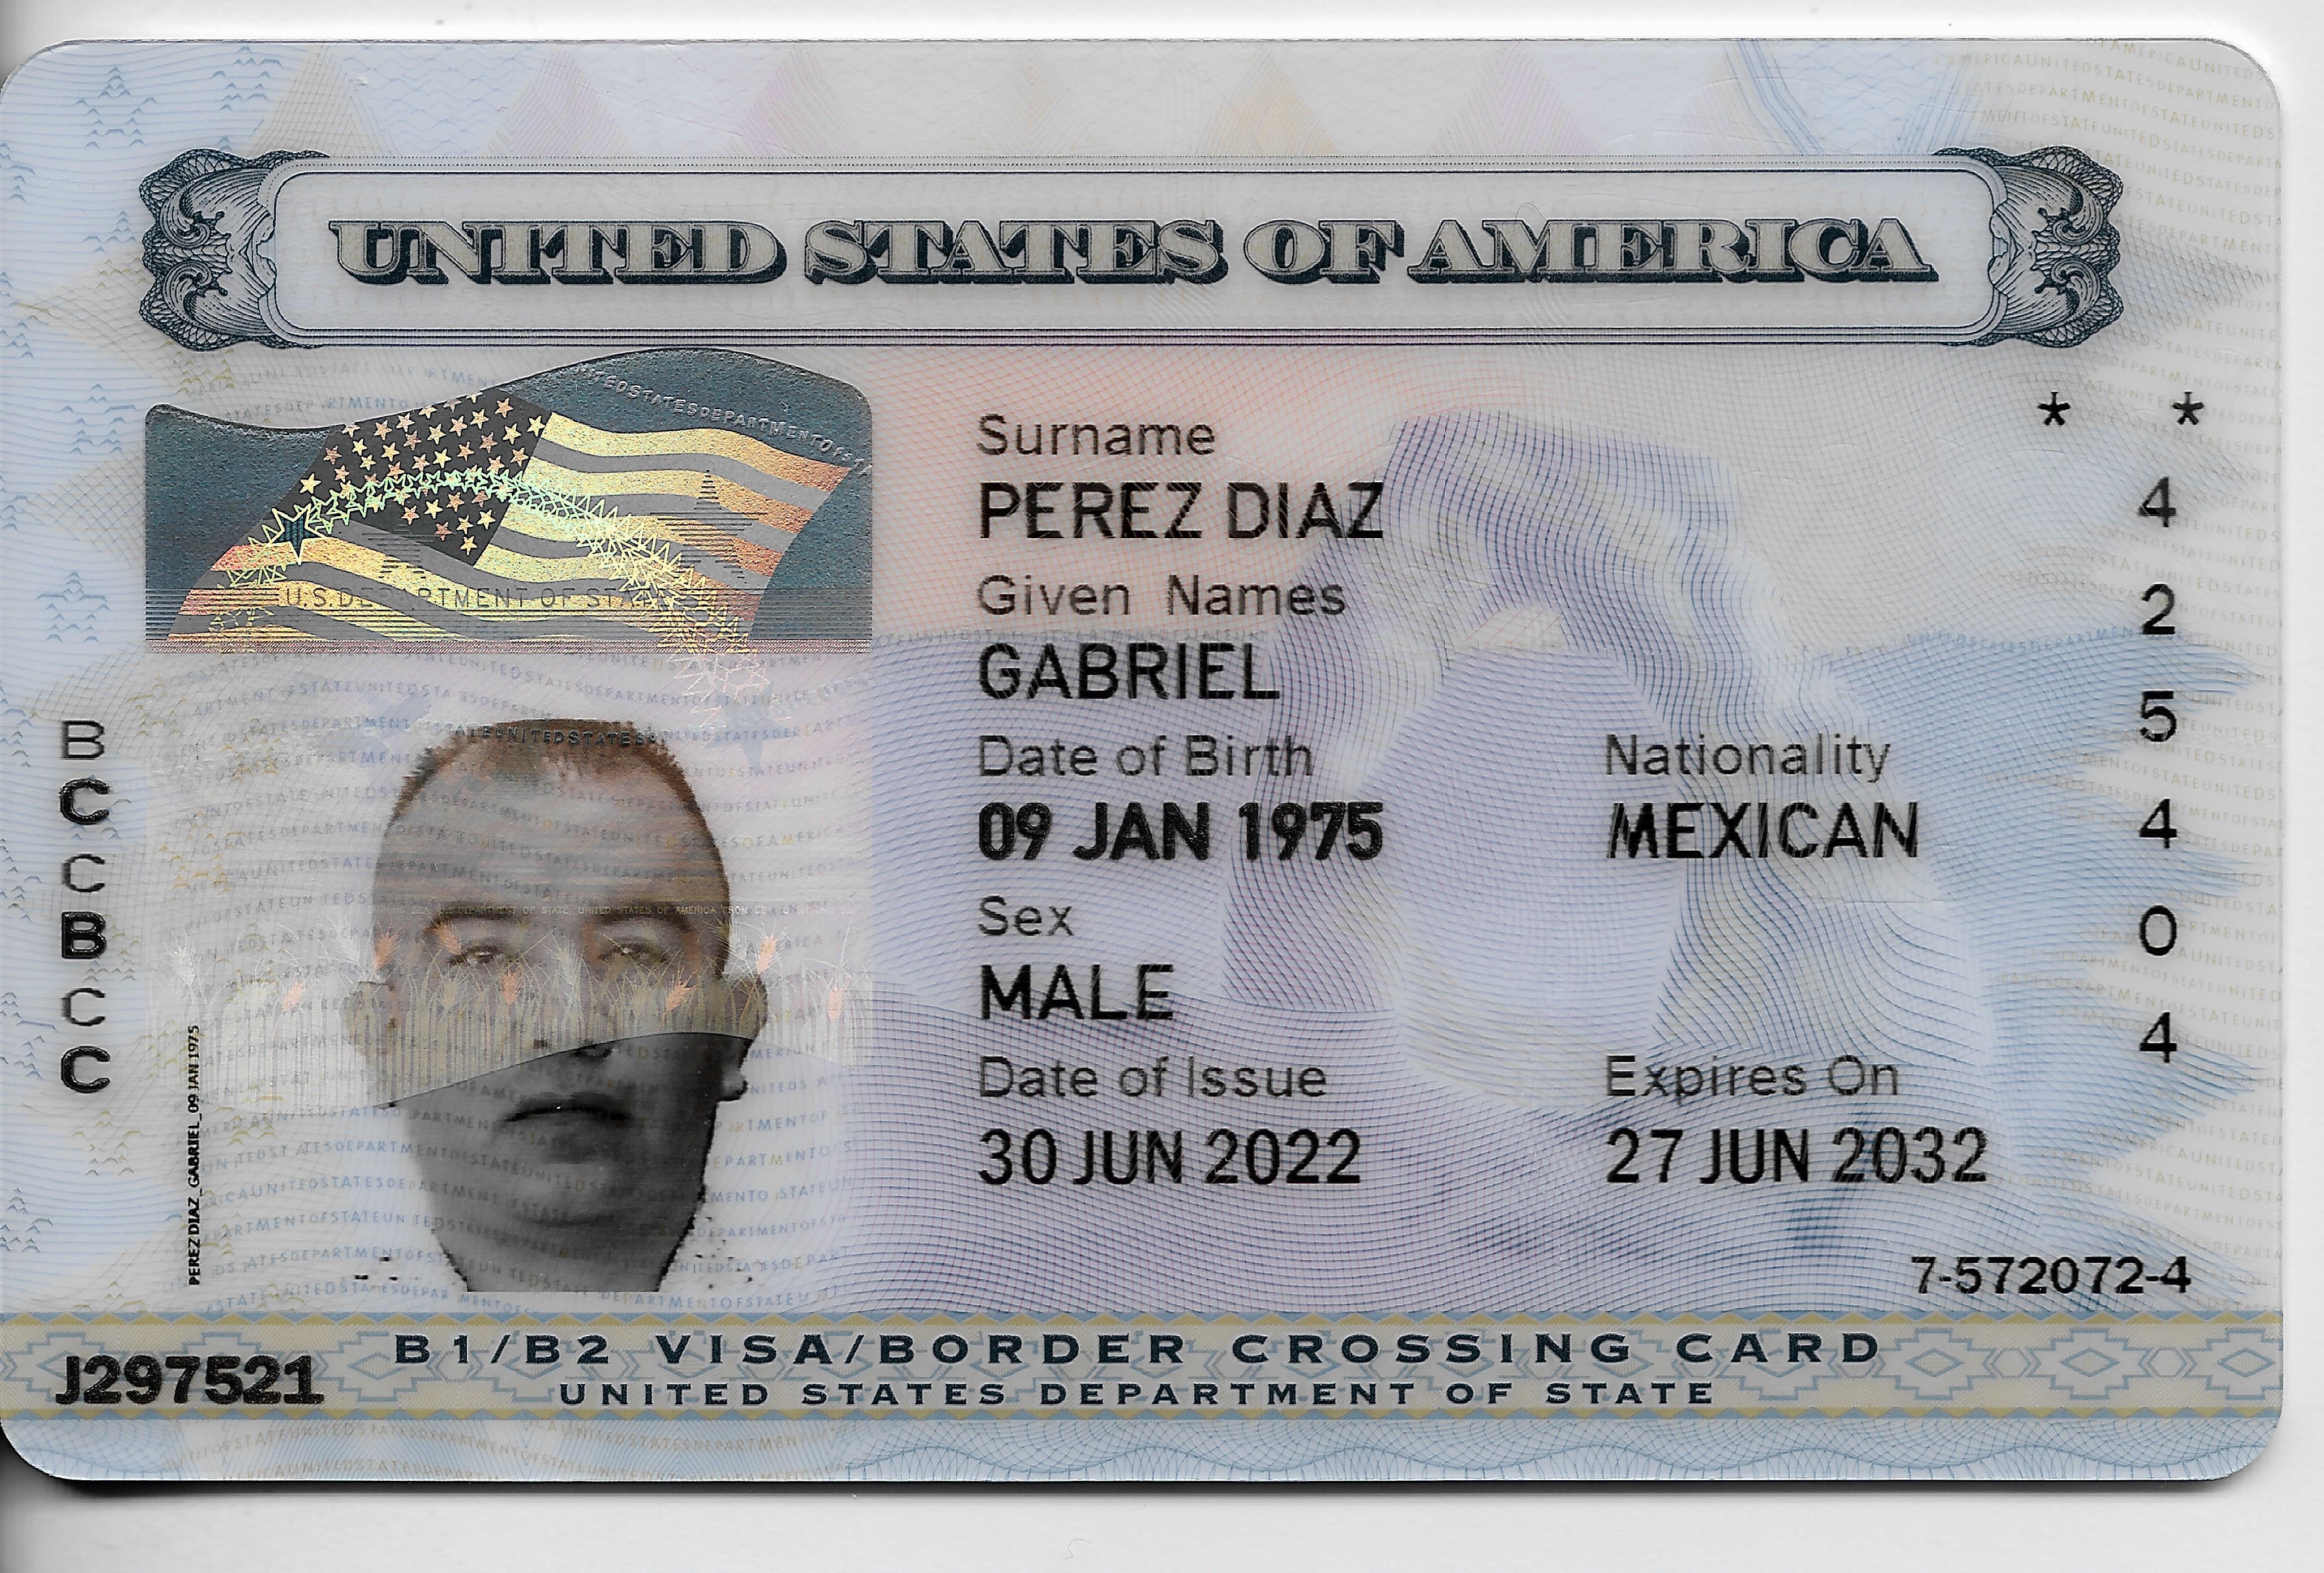 UNITED STATES OF AMERICA
U.S. DEPARTMENT OF STATE
Surname
PEREZ DIAZ
Given Names
GABRIEL
Date of Birth
09 JAN 1975
Nationality
MEXICAN
Sex
MALE
Date of Issue
30 JUN 2022
Expires On
27 JUN 2032
* *
4
2
5
4
0
4
B
C
C
B
C
C
PEREZ DIAZ_GABRIEL_09 JAN 1975
7-572072-4
J297521
B1/B2 VISA/BORDER CROSSING CARD
UNITED STATES DEPARTMENT OF STATE